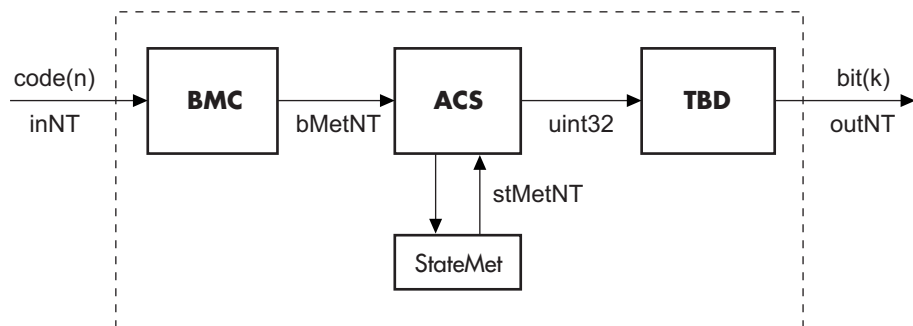 code(n)
inNT
BMC
bMetNT
ACS
uint32
TBD
bit(k)
outNT
stMetNT
StateMet